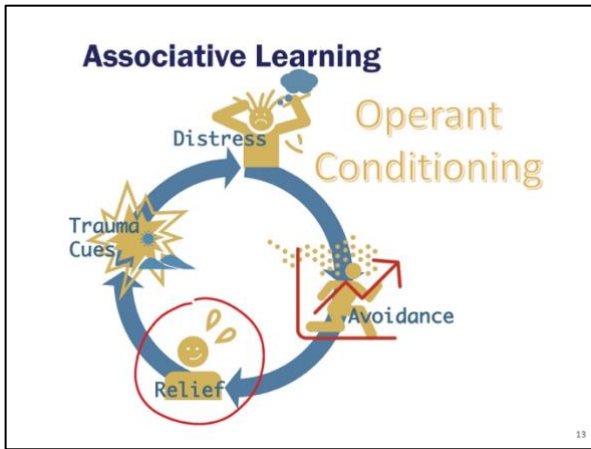 Associative Learning
Operant
Conditioning
Distress
Trauma
Cues
Avoidance
Relief
13